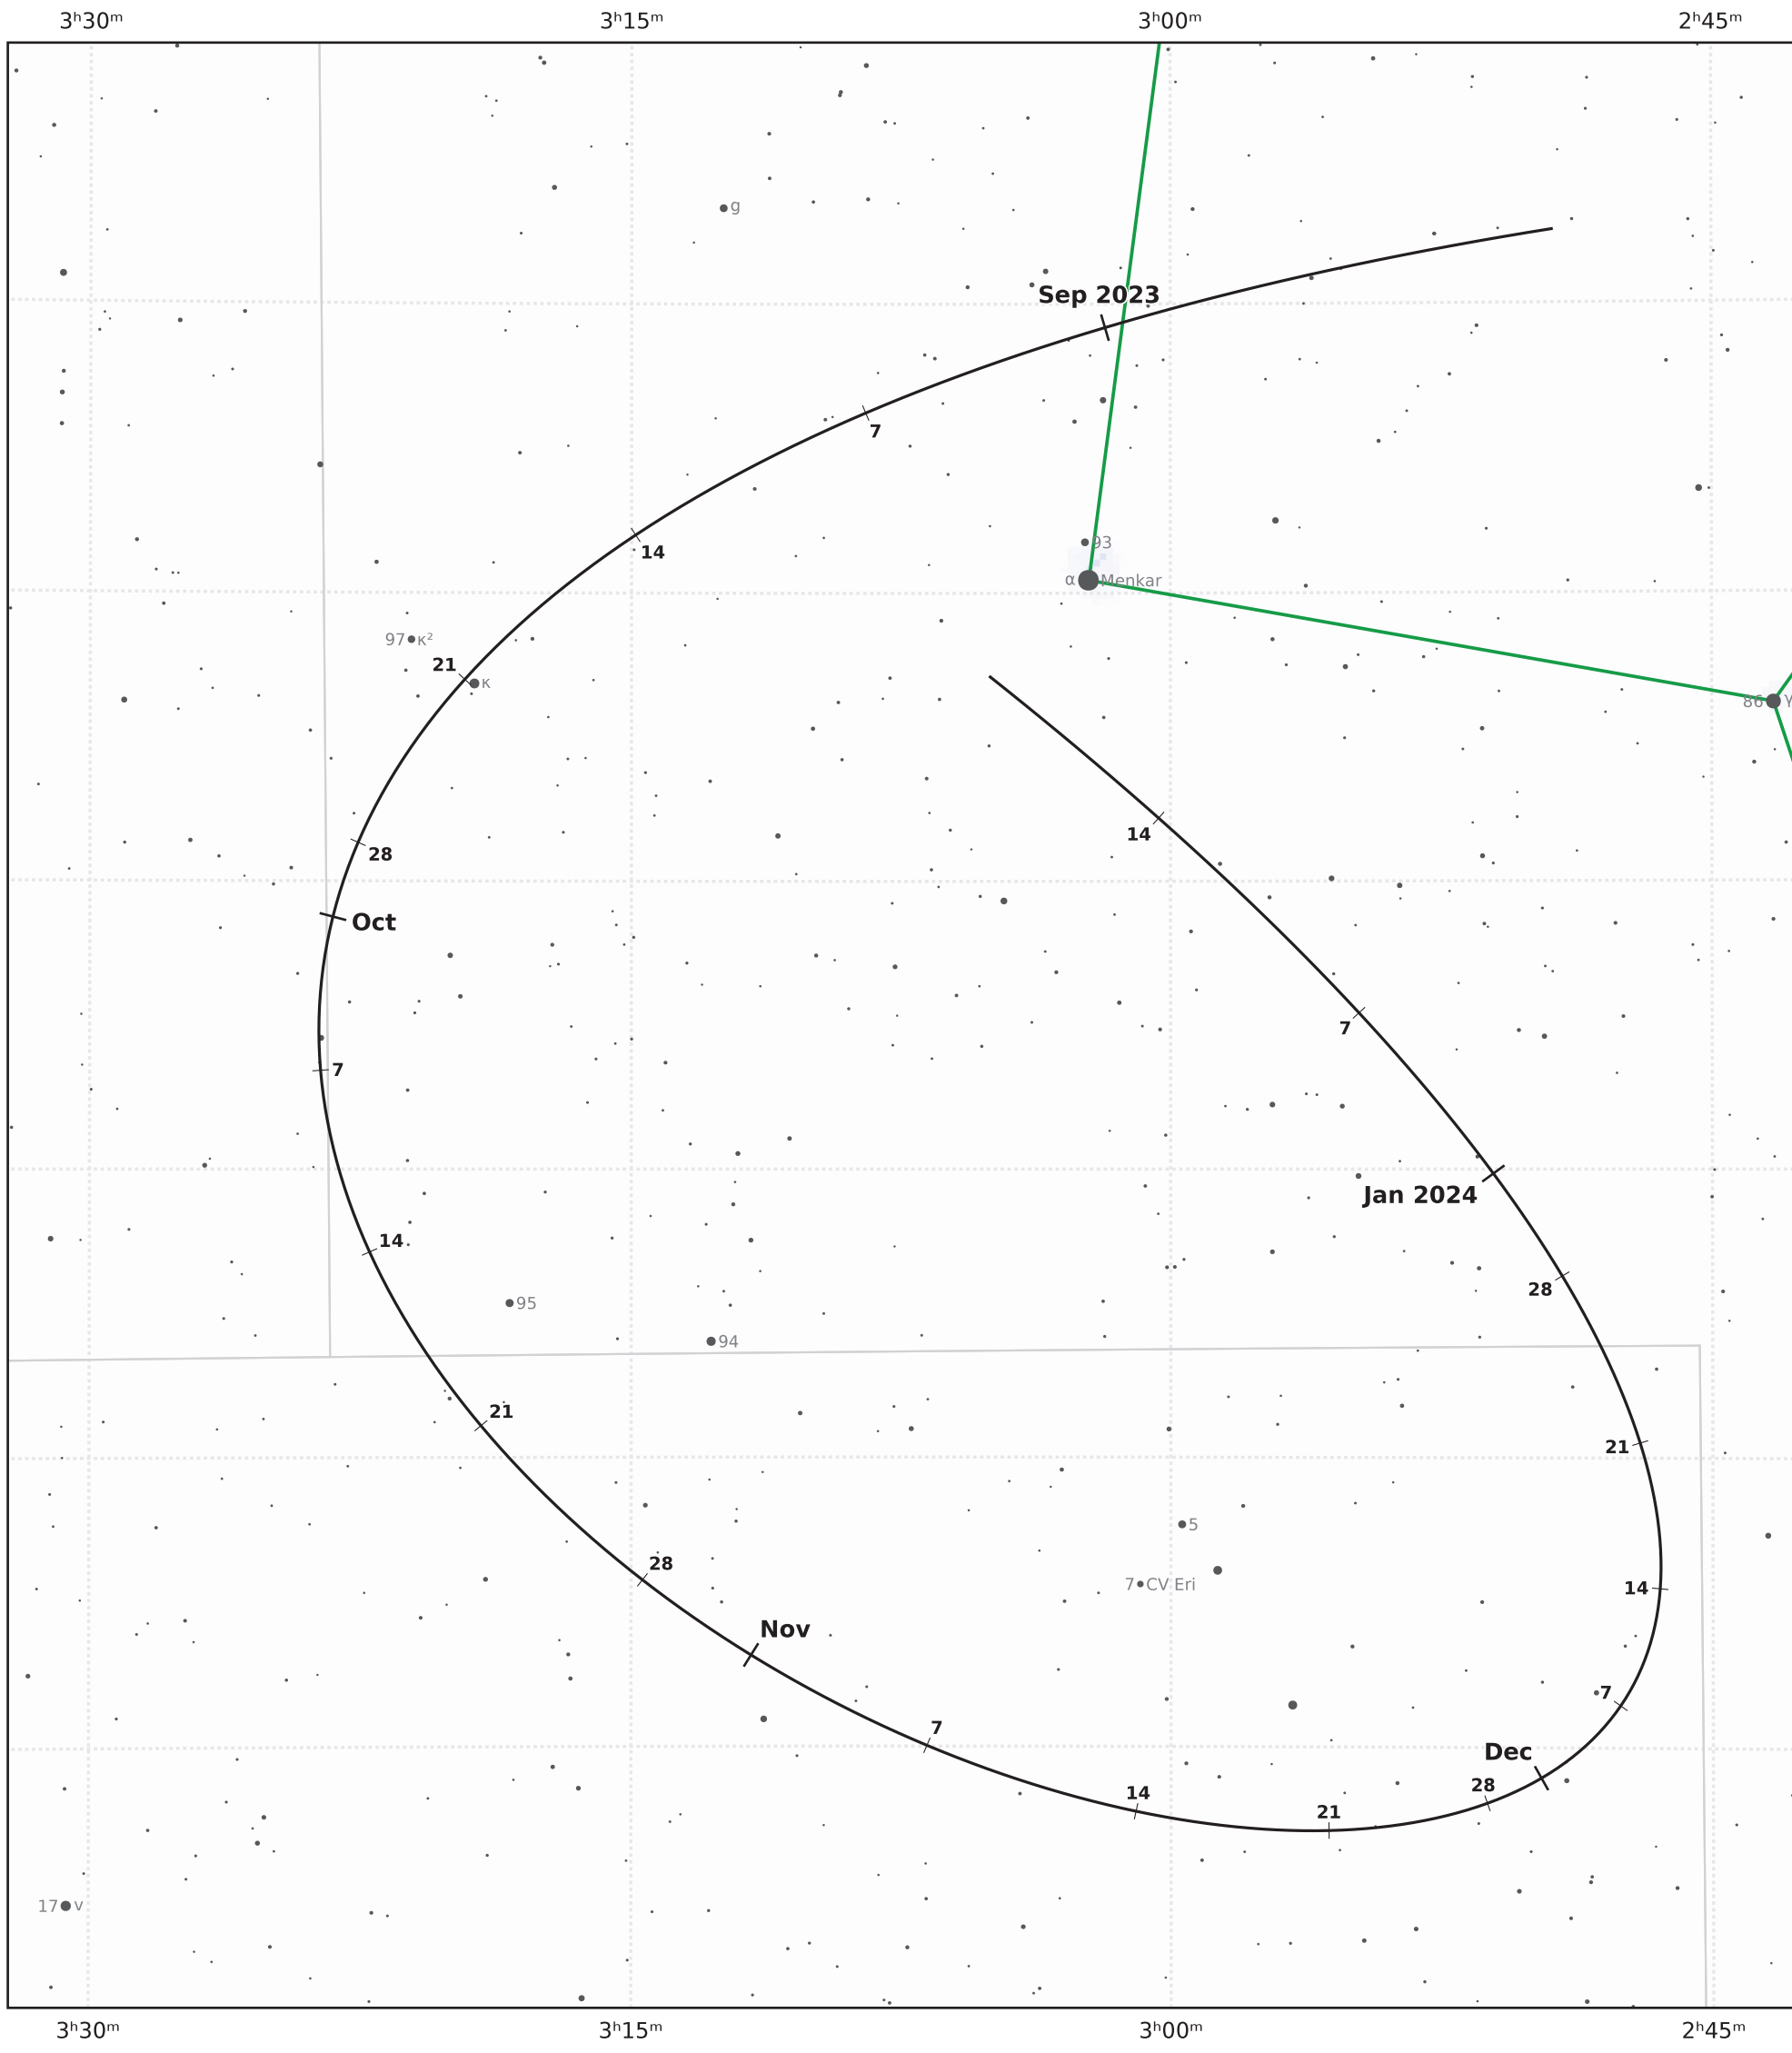 3ʰ30ᵐ 3ʰ15ᵐ 3ʰ00ᵐ 2ʰ45ᵐ
g
Sep 2023
7
93
14
α Menkar
97 κ²
21 κ
86 γ
14
28
Oct
7
7
Jan 2024
14
28
95
94
21
21
5
28
7 CV Eri
14
Nov
7
7
Dec
28
14
21
17 v
3ʰ30ᵐ 3ʰ15ᵐ 3ʰ00ᵐ 2ʰ45ᵐ